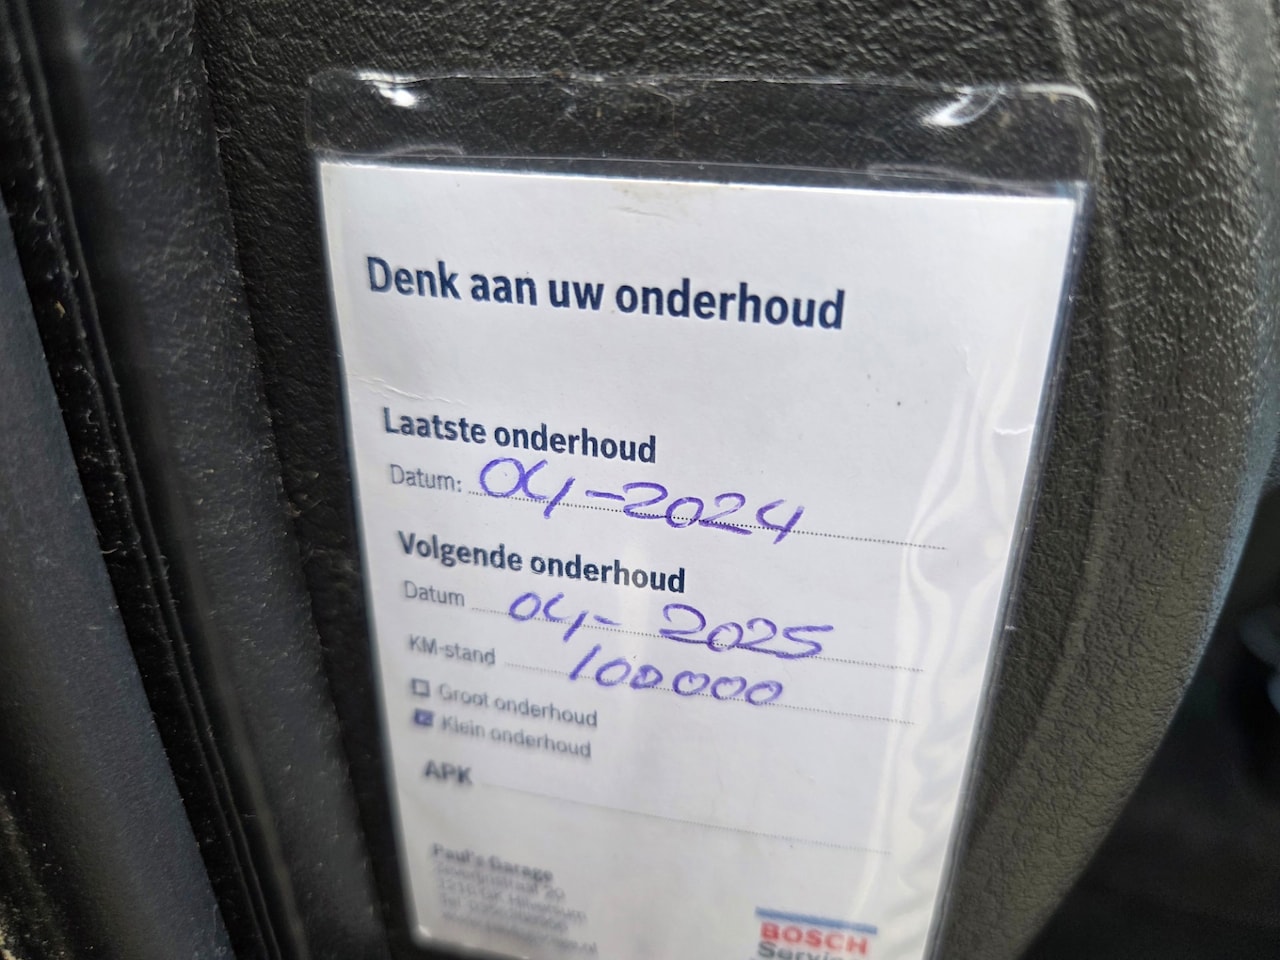 Denk aan uw onderhoud
Laatste onderhoud
Datum: 04-2024
Volgende onderhoud
Datum 04-2025
KM-stand 100000
Groot onderhoud
Klein onderhoud
APK
Paul's Garage
BOSCH
Service